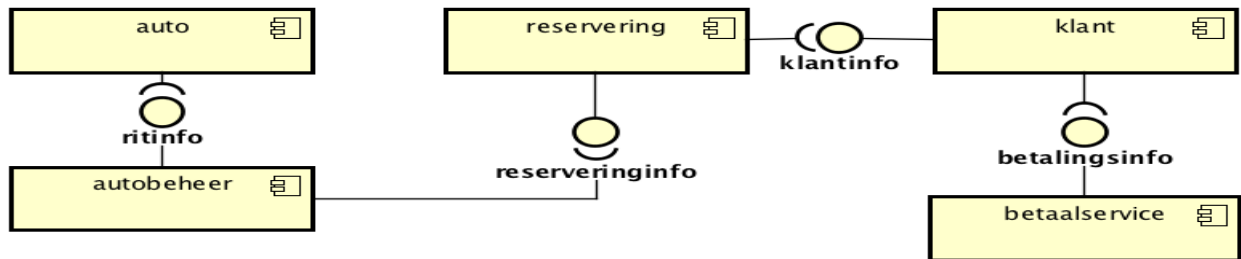 auto
reservering
klant
klantinfo
ritinfo
betalingsinfo
reserveringinfo
autobeheer
betaalservice